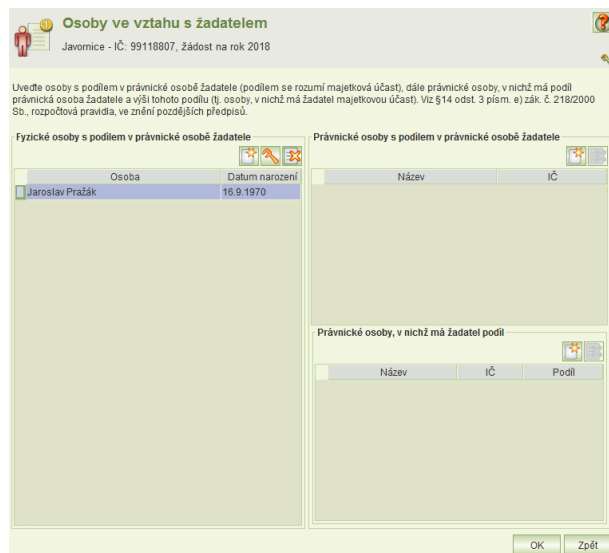 Osoby ve vztahu s žadatelem
Javornice - IČ: 99118807, žádost na rok 2018
Uveďte osoby s podílem v právnické osobě žadatele (podílem se rozumí majetková účast), dále právnické osoby, v nichž má podíl
právnická osoba žadatele a výši tohoto podílu (tj. osoby, v nichž má žadatel majetkovou účast). Viz §14 odst. 3 písm. e) zák. č. 218/2000
Sb., rozpočtová pravidla, ve znění pozdějších předpisů.
Fyzické osoby s podílem v právnické osobě žadatele
Osoba Datum narození
Jaroslav Pražák 16.9.1970
Právnické osoby s podílem v právnické osobě žadatele
Název IČ
Právnické osoby, v nichž má žadatel podíl
Název IČ Podíl
OK Zpět